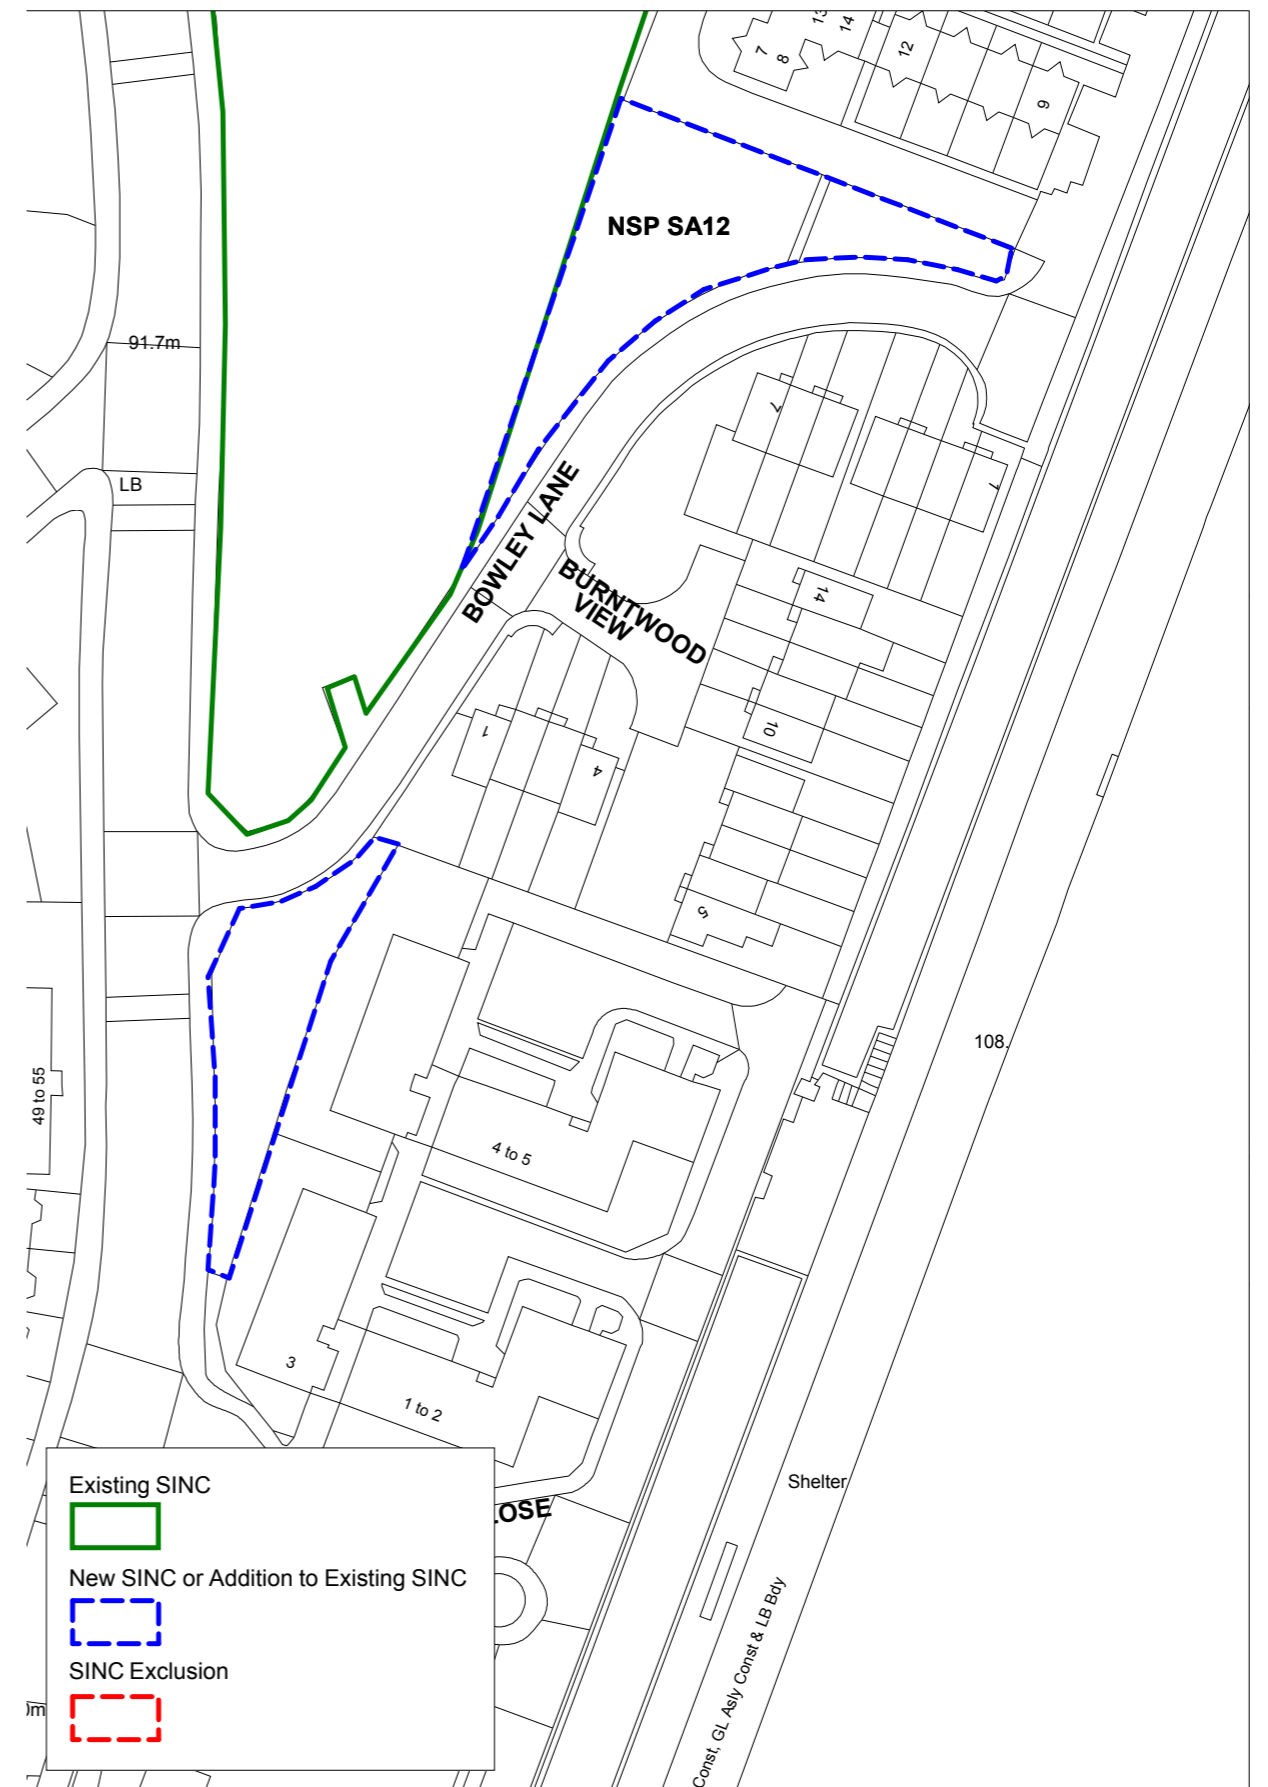 13
14
7
8
12
9
NSP SA12
91.7m
7
1
LB
BOWLEY LANE
BURNTWOOD
VIEW
14
10
1
4
5
108.
49 to 55
4 to 5
3
1 to 2
Existing SINC
New SINC or Addition to Existing SINC
SINC Exclusion
LOSE
Shelter
Const, GL Asly Const & LB Bdy